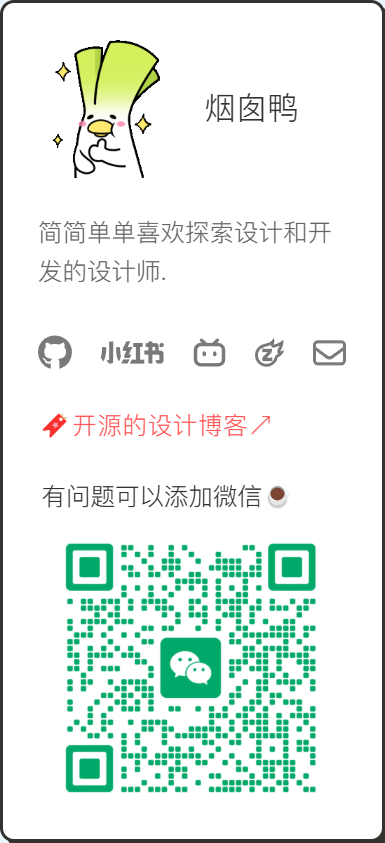 烟囱鸭
简简单单喜欢探索设计和开
发的设计师.
小红书
开源的设计博客↗
有问题可以添加微信